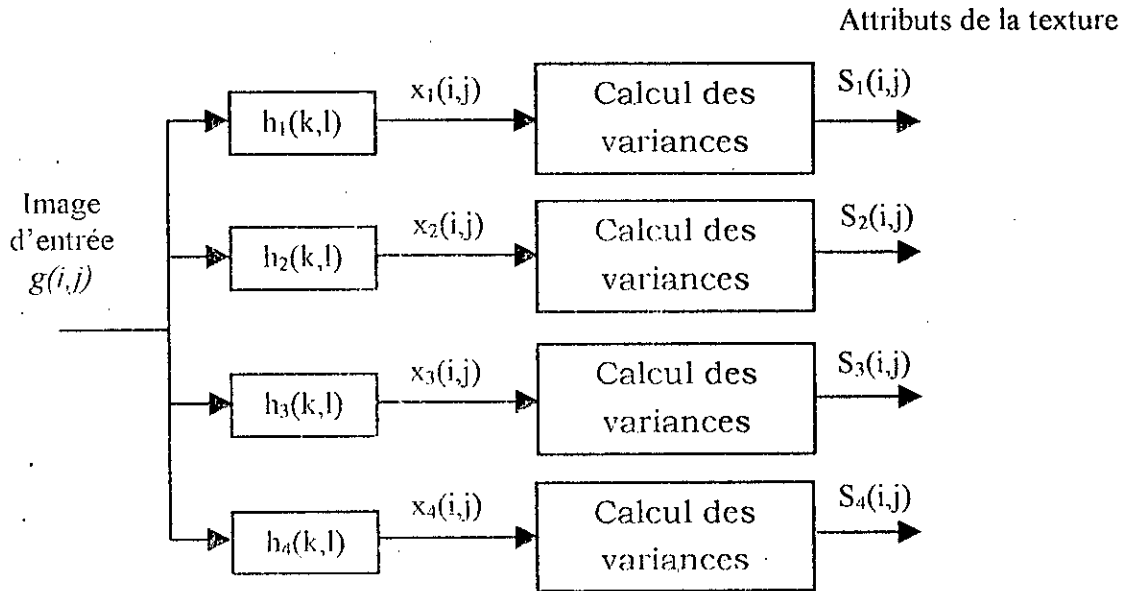 Attributs de la texture
Image
d'entrée
g(i,j)
h₁(k,l)
x₁(i,j)
Calcul des
variances
S₁(i,j)
h₂(k,l)
x₂(i,j)
Calcul des
variances
S₂(i,j)
h₃(k,l)
x₃(i,j)
Calcul des
variances
S₃(i,j)
h₄(k,l)
x₄(i,j)
Calcul des
variances
S₄(i,j)